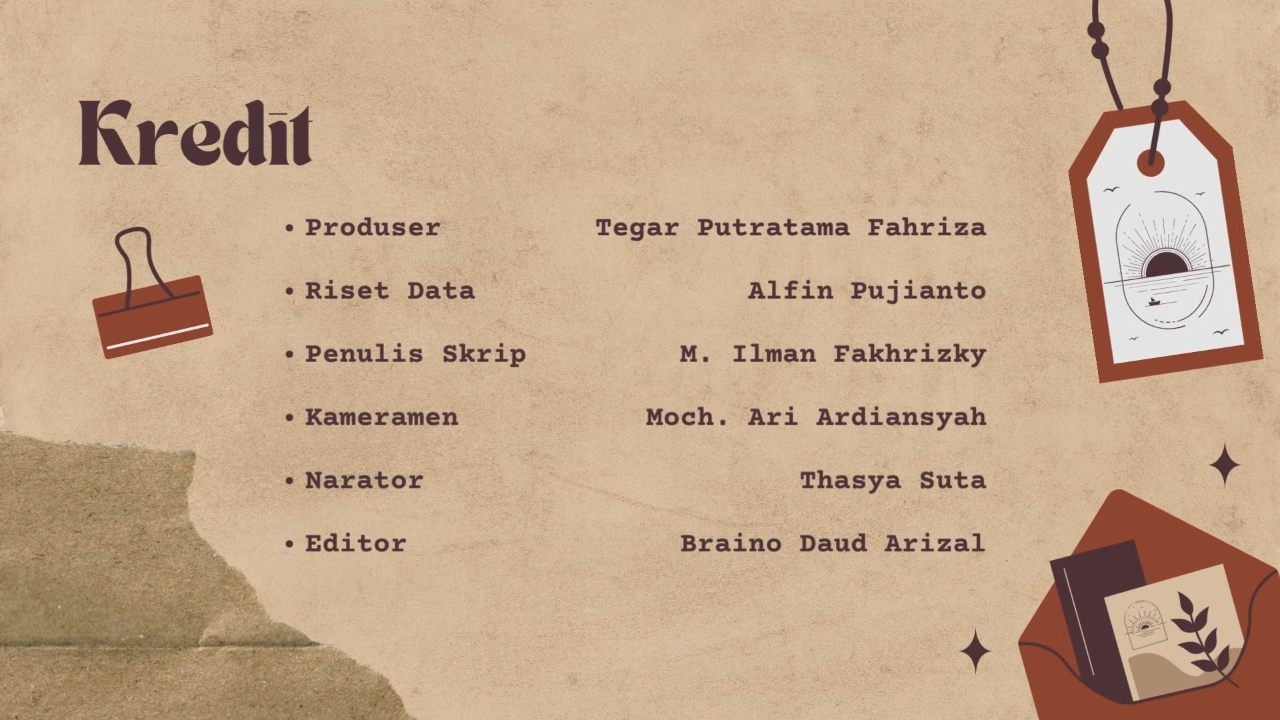 Kredit
• Produser Tegar Putratama Fahriza
• Riset Data Alfin Pujianto
• Penulis Skrip M. Ilman Fakhrizky
• Kameramen Moch. Ari Ardiansyah
• Narator Thasya Suta
• Editor Braino Daud Arizal